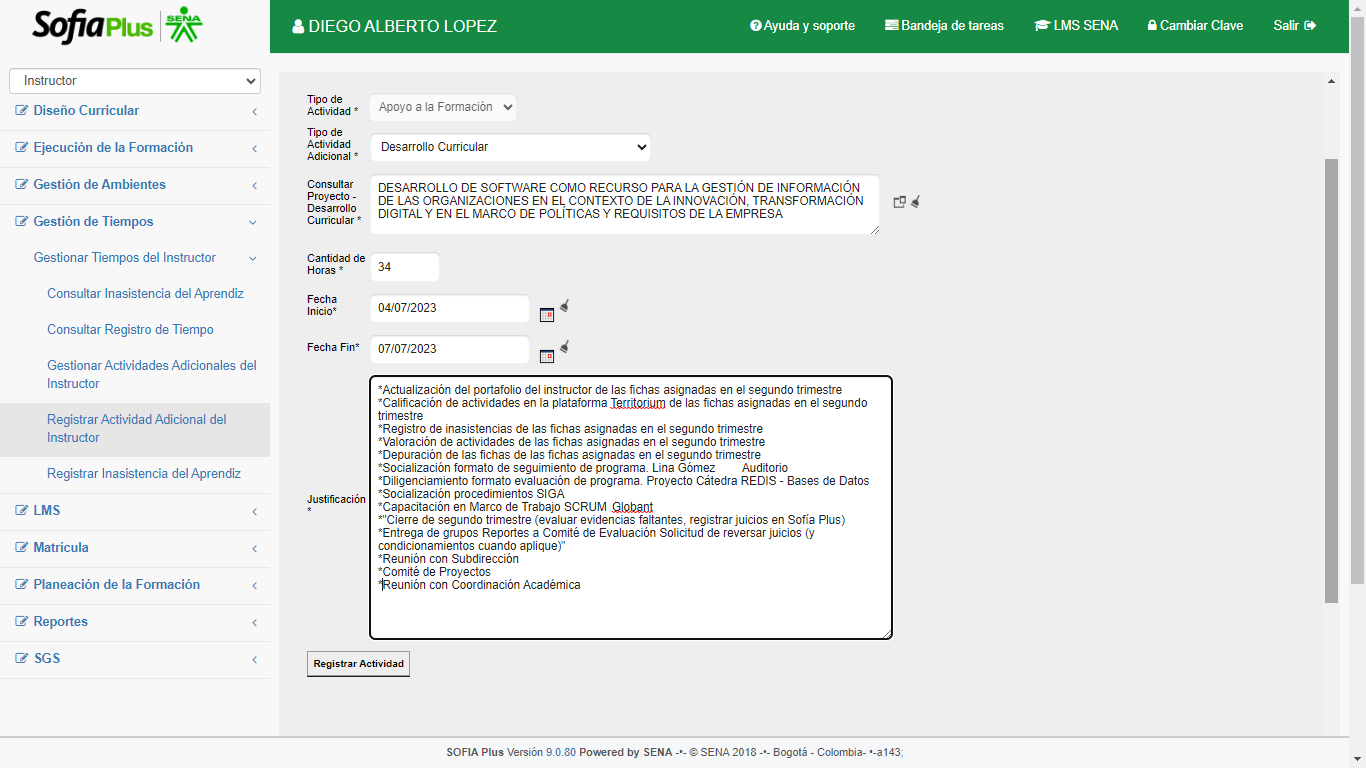 Sofia Plus SENA
DIEGO ALBERTO LOPEZ
Ayuda y soporte
Bandeja de tareas
LMS SENA
Cambiar Clave
Salir
Instructor
Diseño Curricular
Ejecución de la Formación
Gestión de Ambientes
Gestión de Tiempos
Gestionar Tiempos del Instructor
Consultar Inasistencia del Aprendiz
Consultar Registro de Tiempo
Gestionar Actividades Adicionales del
Instructor
Registrar Actividad Adicional del
Instructor
Registrar Inasistencia del Aprendiz
LMS
Matrícula
Planeación de la Formación
Reportes
SGS
Tipo de
Actividad *
Apoyo a la Formación
Tipo de
Actividad
Adicional *
Desarrollo Curricular
Consultar
Proyecto -
Desarrollo
Curricular *
DESARROLLO DE SOFTWARE COMO RECURSO PARA LA GESTIÓN DE INFORMACIÓN
DE LAS ORGANIZACIONES EN EL CONTEXTO DE LA INNOVACIÓN, TRANSFORMACIÓN
DIGITAL Y EN EL MARCO DE POLÍTICAS Y REQUISITOS DE LA EMPRESA
Cantidad de
Horas *
34
Fecha
Inicio*
04/07/2023
Fecha Fin*
07/07/2023
Justificación
*
*Actualización del portafolio del instructor de las fichas asignadas en el segundo trimestre
*Calificación de actividades en la plataforma Territorium de las fichas asignadas en el segundo
trimestre
*Registro de inasistencias de las fichas asignadas en el segundo trimestre
*Valoración de actividades de las fichas asignadas en el segundo trimestre
*Depuración de las fichas de las fichas asignadas en el segundo trimestre
*Socialización formato de seguimiento de programa. Lina Gómez Auditorio
*Diligenciamiento formato evaluación de programa. Proyecto Cátedra REDIS - Bases de Datos
*Socialización procedimientos SIGA
*Capacitación en Marco de Trabajo SCRUM Globant
*"Cierre de segundo trimestre (evaluar evidencias faltantes, registrar juicios en Sofía Plus)
*Entrega de grupos Reportes a Comité de Evaluación Solicitud de reversar juicios (y
condicionamientos cuando aplique)"
*Reunión con Subdirección
*Comité de Proyectos
*Reunión con Coordinación Académica
Registrar Actividad
SOFIA Plus Versión 9.0.80 Powered by SENA -•- © SENA 2018 -•- Bogotá - Colombia- •-a143;